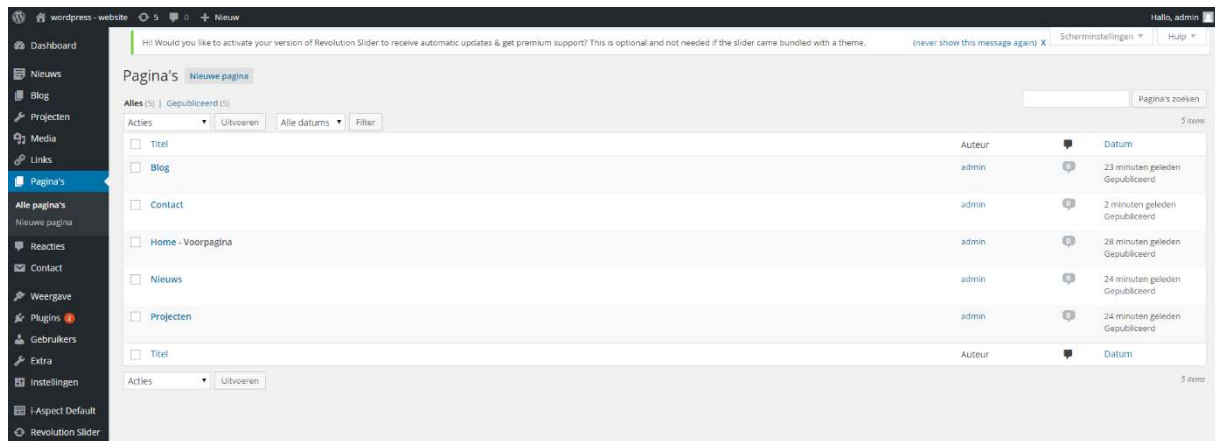 wordpress - website 5 0 + Nieuw Hallo, admin
Dashboard
Nieuws
Blog
Projecten
Media
Links
Pagina's
Alle pagina's
Nieuwe pagina
Reacties
Contact
Weergave
Plugins 2
Gebruikers
Extra
Instellingen
i-Aspect Default
Revolution Slider
Hi! Would you like to activate your version of Revolution Slider to receive automatic updates & get premium support? This is optional and not needed if the slider came bundled with a theme. (never show this message again) X
Scherminstellingen Hulp
Pagina's Nieuwe pagina
Alles (5) | Gepubliceerd (5)
Pagina's zoeken
Acties Uitvoeren Alle datums Filter 5 items
Titel Auteur Datum
Blog admin 0 23 minuten geleden
Gepubliceerd
Contact admin 0 2 minuten geleden
Gepubliceerd
Home - Voorpagina admin 0 28 minuten geleden
Gepubliceerd
Nieuws admin 0 24 minuten geleden
Gepubliceerd
Projecten admin 0 24 minuten geleden
Gepubliceerd
Titel Auteur Datum
Acties Uitvoeren 5 items